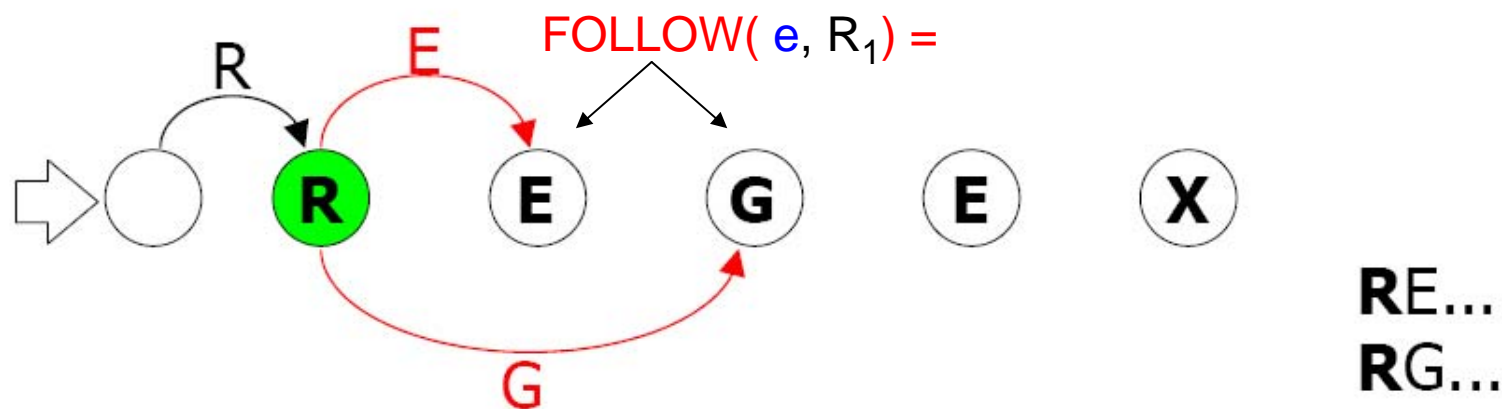 FOLLOW( e, R₁) =
R
E
R
E
G
E
X
G
RE...
RG...